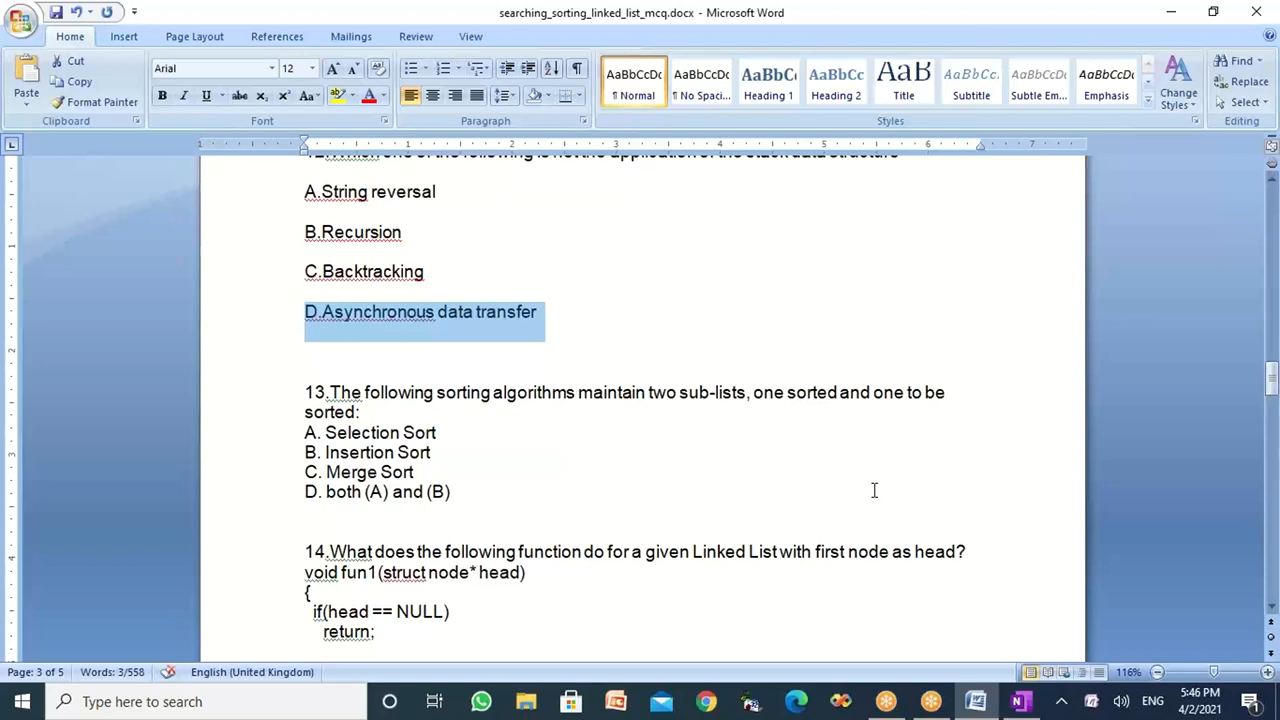 searching_sorting_linked_list_mcq.docx - Microsoft Word
Home Insert Page Layout References Mailings Review View
Paste
Cut
Copy
Format Painter
Clipboard
Arial 12
Font
Paragraph
AaBbCcDc AaBbCcDc AaBbC AaBbCc AaB AaBbCc. AaBbCcDc AaBbCcDc
¶ Normal ¶ No Spaci... Heading 1 Heading 2 Title Subtitle Subtle Em... Emphasis
Change Styles
Styles
Find
Replace
Select
Editing
12.Which one of the following is not the application of the stack data structure
A.String reversal
B.Recursion
C.Backtracking
D.Asynchronous data transfer
13.The following sorting algorithms maintain two sub-lists, one sorted and one to be
sorted:
A. Selection Sort
B. Insertion Sort
C. Merge Sort
D. both (A) and (B)
14.What does the following function do for a given Linked List with first node as head?
void fun1(struct node* head)
{
if(head == NULL)
return;
Page: 3 of 5 Words: 3/558 English (United Kingdom) 116%
Type here to search
ENG
5:46 PM
4/2/2021